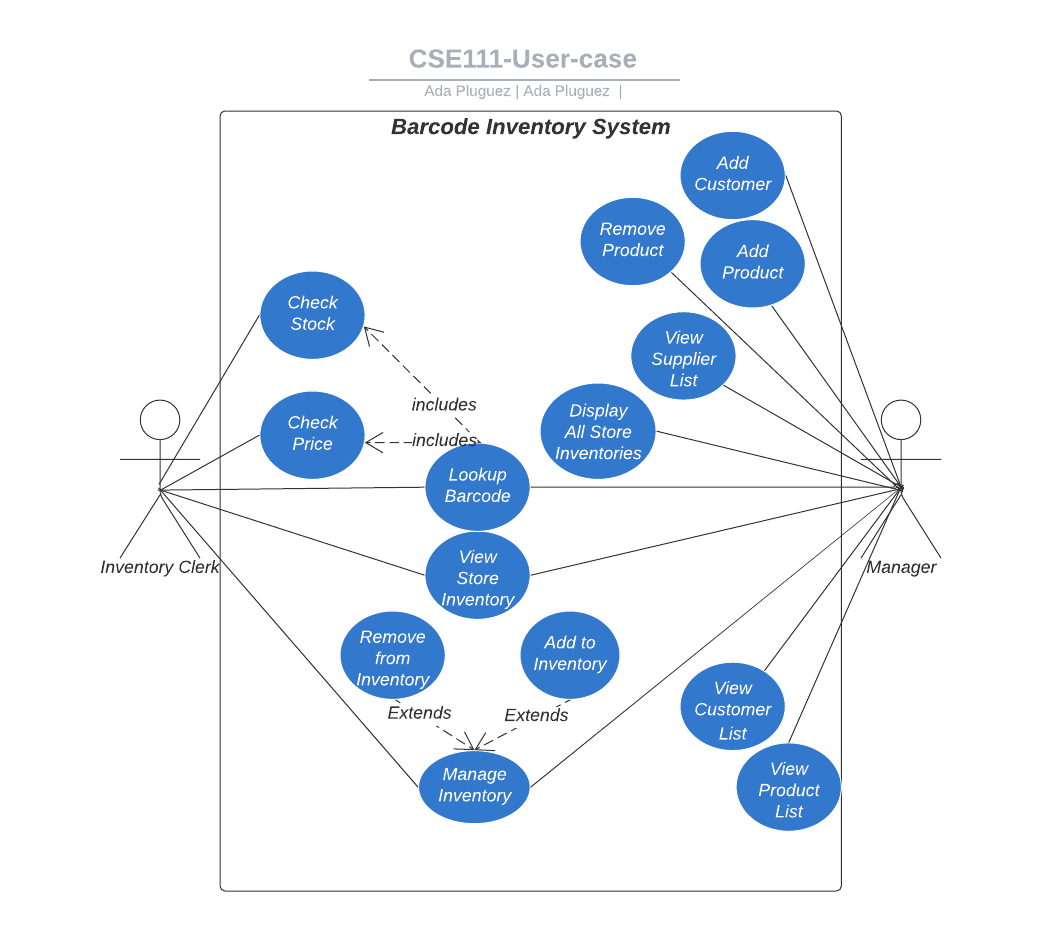 CSE111-User-case
Ada Pluguez | Ada Pluguez |
Barcode Inventory System
Add
Customer
Remove
Product
Add
Product
Check
Stock
View
Supplier
List
includes
Display
All Store
Inventories
Check
Price
includes
Lookup
Barcode
Inventory Clerk
Manager
View
Store
Inventory
Remove
from
Inventory
Add to
Inventory
Extends
Extends
View
Customer
List
Manage
Inventory
View
Product
List